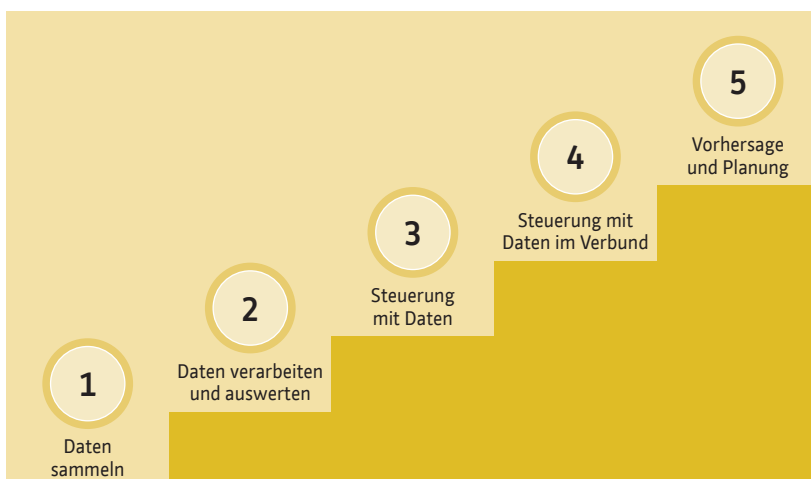 1
Daten
sammeln
2
Daten verarbeiten
und auswerten
3
Steuerung
mit Daten
4
Steuerung mit
Daten im Verbund
5
Vorhersage
und Planung